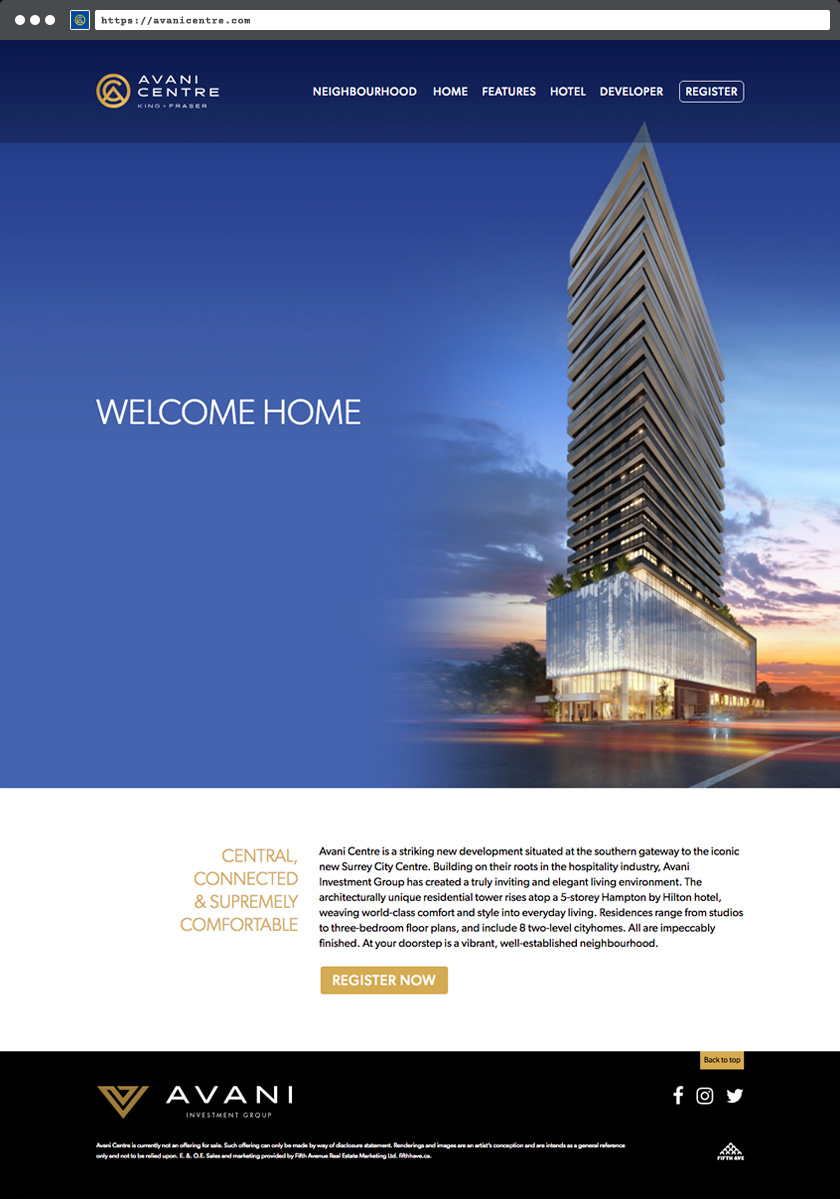 https://avanicentre.com
AVANI
CENTRE
KING + FRASER
NEIGHBOURHOOD HOME FEATURES HOTEL DEVELOPER REGISTER
WELCOME HOME
CENTRAL,
CONNECTED
& SUPREMELY
COMFORTABLE
Avani Centre is a striking new development situated at the southern gateway to the iconic
new Surrey City Centre. Building on their roots in the hospitality industry, Avani
Investment Group has created a truly inviting and elegant living environment. The
architecturally unique residential tower rises atop a 5-storey Hampton by Hilton hotel,
weaving world-class comfort and style into everyday living. Residences range from studios
to three-bedroom floor plans, and include 8 two-level cityhomes. All are impeccably
finished. At your doorstep is a vibrant, well-established neighbourhood.
REGISTER NOW
Back to top
AVANI
INVESTMENT GROUP
Avani Centre is currently not an offering for sale. Such offering can only be made by way of disclosure statement. Renderings and images are an artist's conception and are intends as a general reference
only and not to be relied upon. E. & O.E. Sales and marketing provided by Fifth Avenue Real Estate Marketing Ltd. fifthhave.ca.
FIFTH AVE